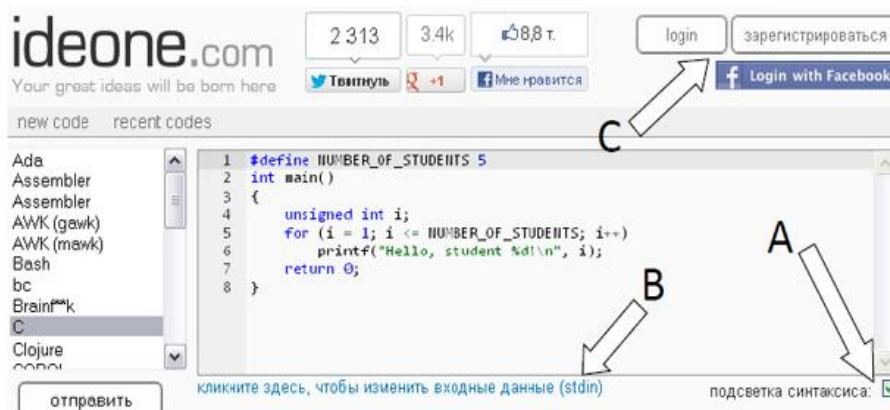 ideone.com
Your great ideas will be born here
2 313
3.4k
8,8 т.
Твитнуть
+1
Мне нравится
login
зарегистрироваться
Login with Facebook
C
new code recent codes
Ada
Assembler
Assembler
AWK (gawk)
AWK (mawk)
Bash
bc
Brainf**k
C
Clojure
1 #define NUMBER_OF_STUDENTS 5
2 int main()
3 {
4 unsigned int i;
5 for (i = 1; i <= NUMBER_OF_STUDENTS; i++)
6 printf("Hello, student %d!\n", i);
7 return 0;
8 }
A
B
кликните здесь, чтобы изменить входные данные (stdin)
подсветка синтаксиса:
отправить